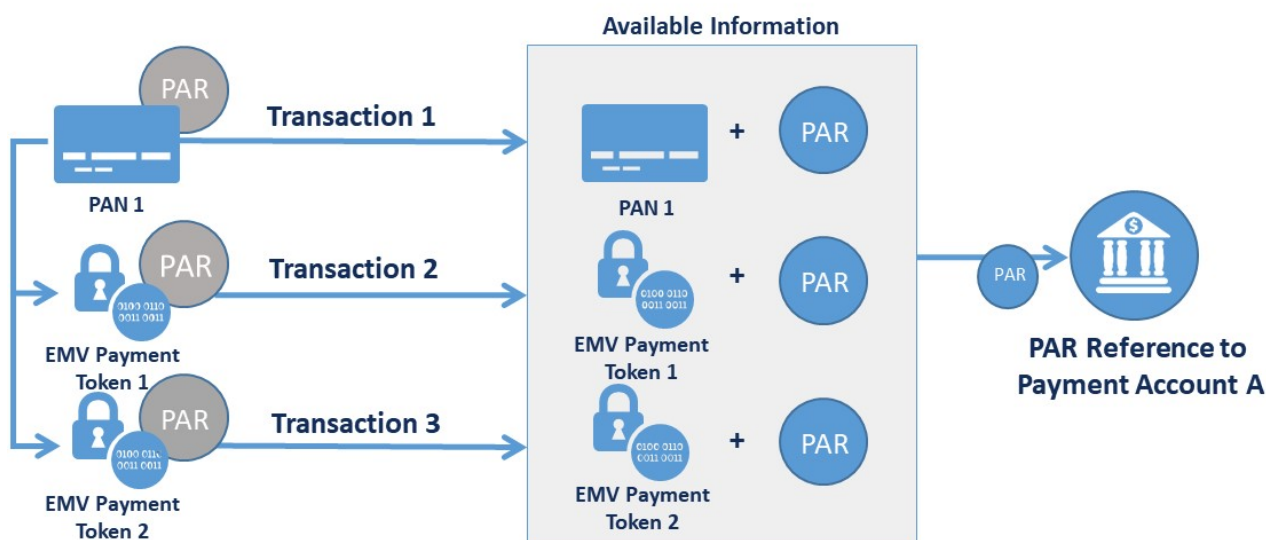 Available Information
PAR
Transaction 1
PAN 1
+
PAR
PAN 1
PAR
Transaction 2
0100 0110
0011 0011
EMV Payment
Token 1
+
PAR
0100 0110
0011 0011
EMV Payment
Token 1
PAR
PAR Reference to
Payment Account A
PAR
Transaction 3
0100 011
0011 0011
EMV Payment
Token 2
+
PAR
0100 0110
0011 0011
EMV Payment
Token 2